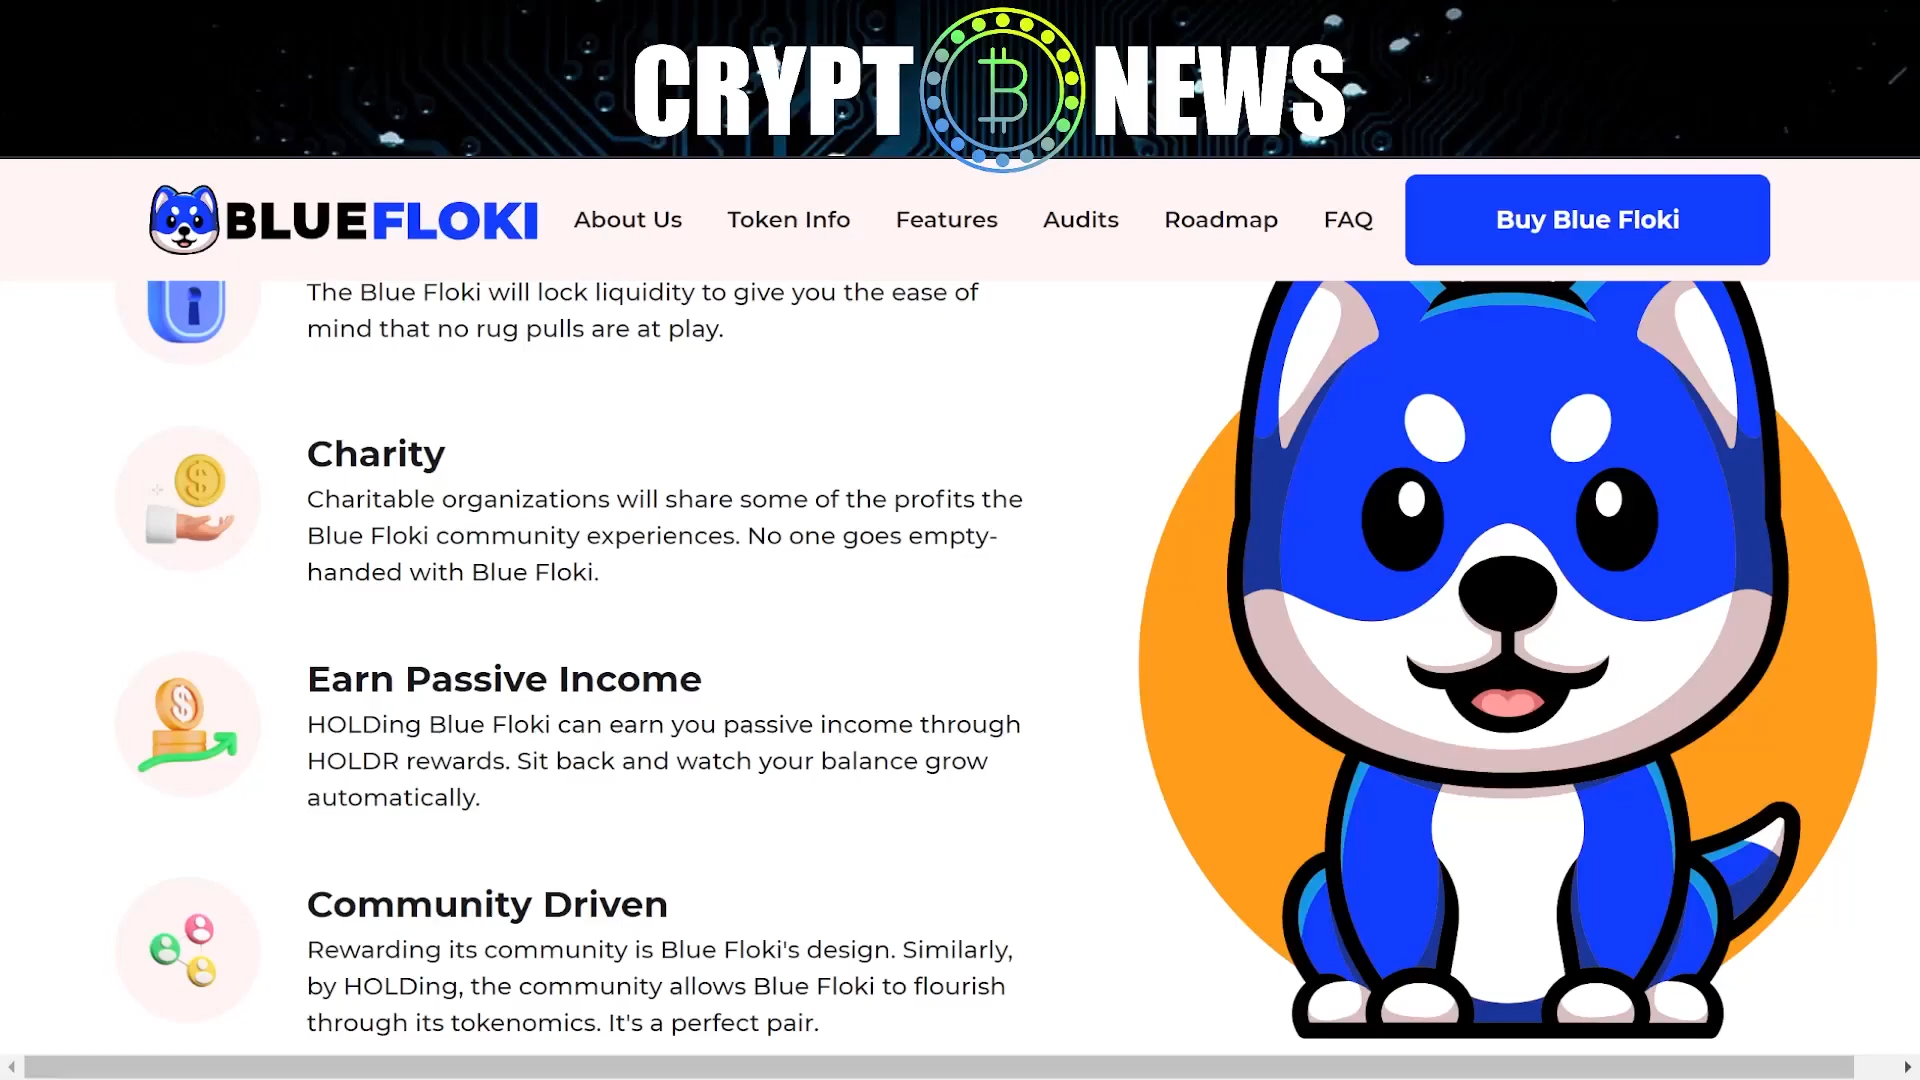 CRYPT NEWS
BLUEFLOKI About Us Token Info Features Audits Roadmap FAQ Buy Blue Floki
The Blue Floki will lock liquidity to give you the ease of
mind that no rug pulls are at play.
Charity
Charitable organizations will share some of the profits the
Blue Floki community experiences. No one goes empty-
handed with Blue Floki.
Earn Passive Income
HOLDing Blue Floki can earn you passive income through
HOLDR rewards. Sit back and watch your balance grow
automatically.
Community Driven
Rewarding its community is Blue Floki's design. Similarly,
by HOLDing, the community allows Blue Floki to flourish
through its tokenomics. It's a perfect pair.